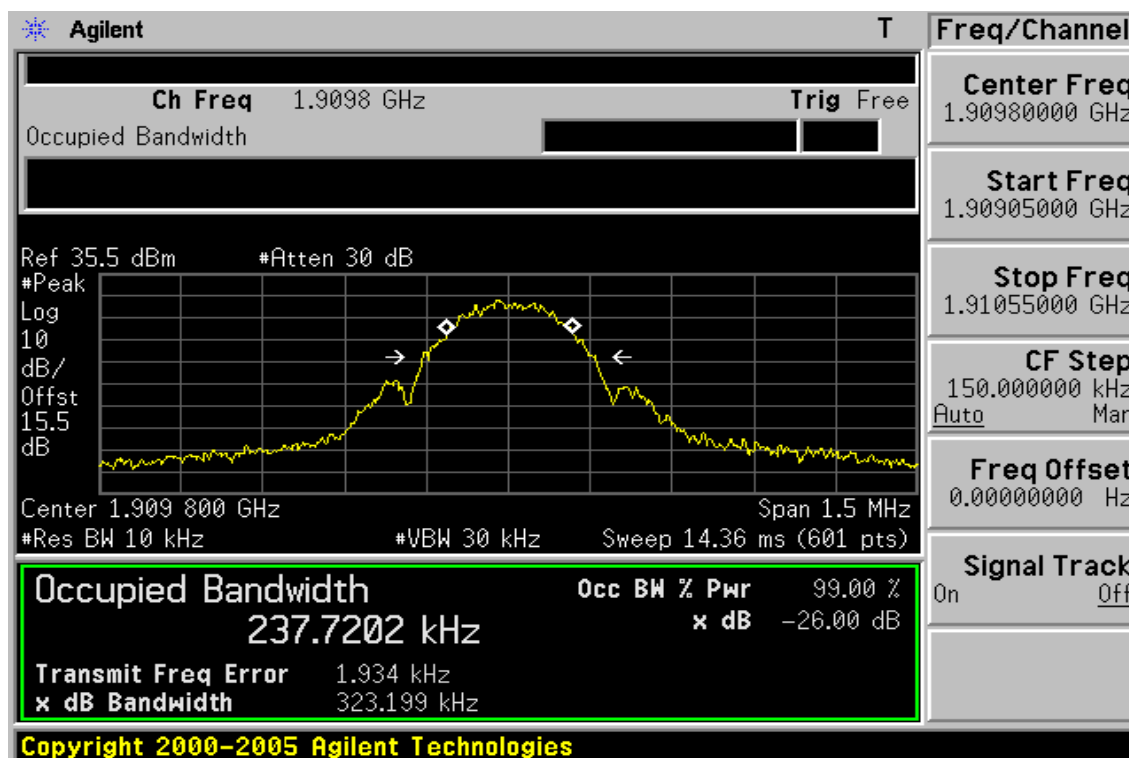 Agilent T
Ch Freq 1.9098 GHz Trig Free
Occupied Bandwidth
Ref 35.5 dBm #Atten 30 dB
#Peak
Log
10
dB/
Offst
15.5
dB
Center 1.909 800 GHz Span 1.5 MHz
#Res BW 10 kHz #VBW 30 kHz Sweep 14.36 ms (601 pts)
Occupied Bandwidth
237.7202 kHz
Occ BW % Pwr 99.00 %
x dB -26.00 dB
Transmit Freq Error 1.934 kHz
x dB Bandwidth 323.199 kHz
Copyright 2000-2005 Agilent Technologies
Freq/Channel
Center Freq
1.90980000 GHz
Start Freq
1.90905000 GHz
Stop Freq
1.91055000 GHz
CF Step
150.000000 kHz
Auto Man
Freq Offset
0.00000000 Hz
Signal Track
On Off